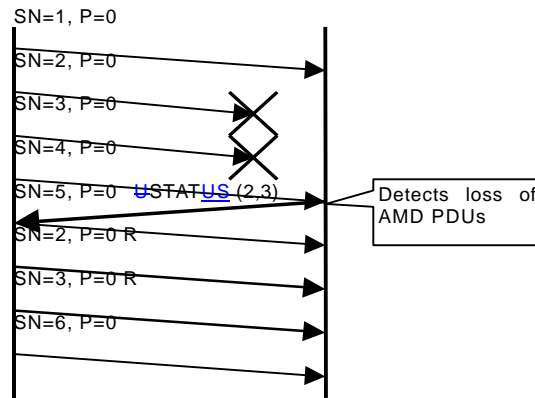 SN=1, P=0
SN=2, P=0
SN=3, P=0
SN=4, P=0
SN=5, P=0 USTATUS (2,3)
Detects loss of
AMD PDUs
SN=2, P=0 R
SN=3, P=0 R
SN=6, P=0